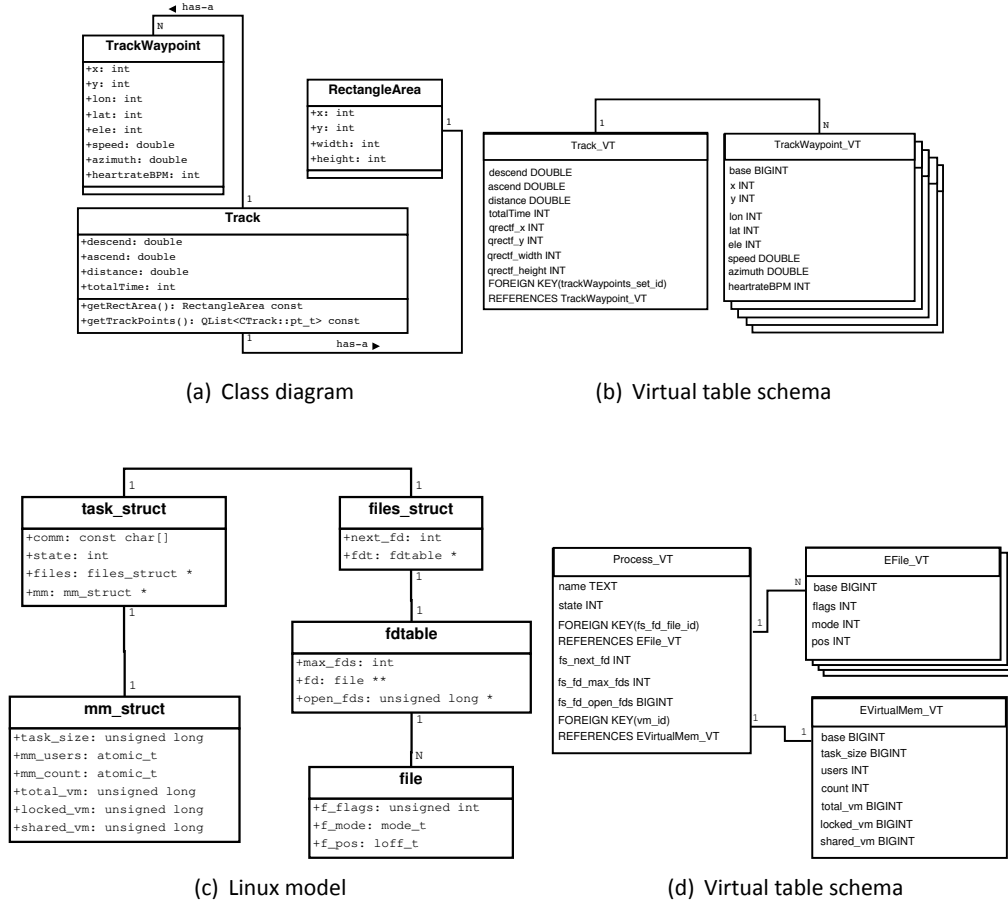 ◄ has-a
N
1
TrackWaypoint
+x: int
+y: int
+lon: int
+lat: int
+ele: int
+speed: double
+azimuth: double
+heartrateBPM: int
RectangleArea
+x: int
+y: int
+width: int
+height: int
1
Track
+descend: double
+ascend: double
+distance: double
+totalTime: int
+getRectArea(): RectangleArea const
+getTrackPoints(): QList<CTrack::pt_t> const
1
has-a ►
(a) Class diagram
1
N
Track_VT
descend DOUBLE
ascend DOUBLE
distance DOUBLE
totalTime INT
qrectf_x INT
qrectf_y INT
qrectf_width INT
qrectf_height INT
FOREIGN KEY(trackWaypoints_set_id)
REFERENCES TrackWaypoint_VT
TrackWaypoint_VT
base BIGINT
x INT
y INT
lon INT
lat INT
ele INT
speed DOUBLE
azimuth DOUBLE
heartrateBPM INT
(b) Virtual table schema
1
1
task_struct
+comm: const char[]
+state: int
+files: files_struct *
+mm: mm_struct *
1
1
mm_struct
+task_size: unsigned long
+mm_users: atomic_t
+mm_count: atomic_t
+total_vm: unsigned long
+locked_vm: unsigned long
+shared_vm: unsigned long
files_struct
+next_fd: int
+fdt: fdtable *
1
1
fdtable
+max_fds: int
+fd: file **
+open_fds: unsigned long *
1
N
file
+f_flags: unsigned int
+f_mode: mode_t
+f_pos: loff_t
(c) Linux model
Process_VT
name TEXT
state INT
FOREIGN KEY(fs_fd_file_id)
REFERENCES EFile_VT
fs_next_fd INT
fs_fd_max_fds INT
fs_fd_open_fds BIGINT
FOREIGN KEY(vm_id)
REFERENCES EVirtualMem_VT
1
N
EFile_VT
base BIGINT
flags INT
mode INT
pos INT
1
1
EVirtualMem_VT
base BIGINT
task_size BIGINT
users INT
count INT
total_vm BIGINT
locked_vm BIGINT
shared_vm BIGINT
(d) Virtual table schema